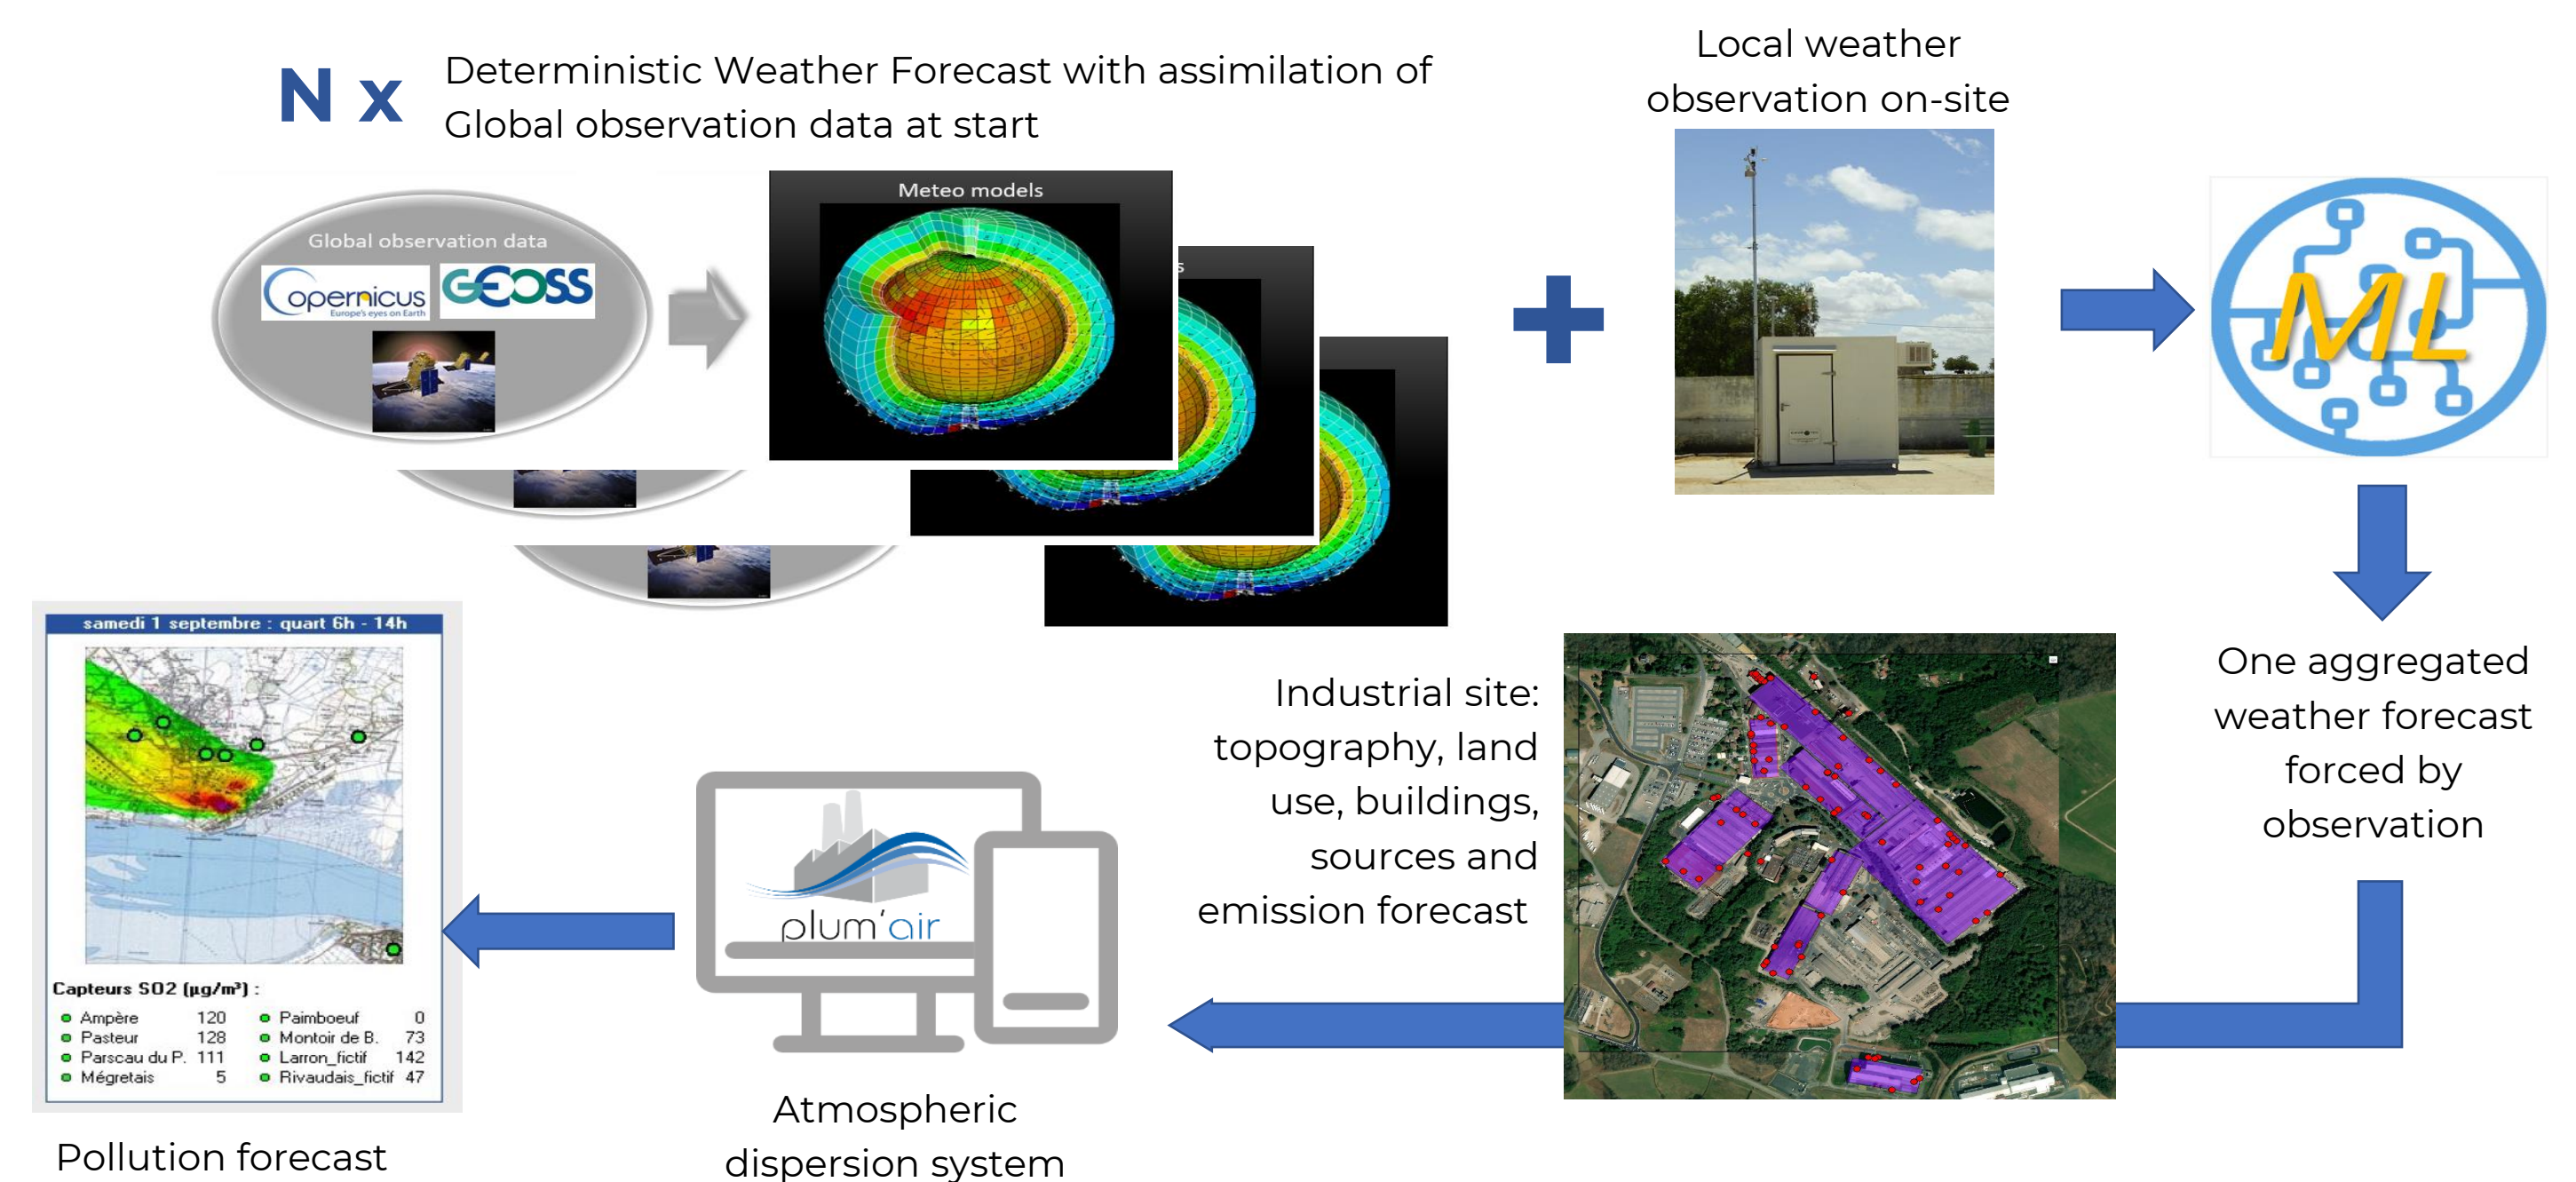 N x
Deterministic Weather Forecast with assimilation of
Global observation data at start
Local weather
observation on-site
Global observation data
Copernicus
Europe's eyes on Earth
GEOSS
Meteo models
s
ML
One aggregated
weather forecast
forced by
observation
Industrial site:
topography, land
use, buildings,
sources and
emission forecast
plum'air
Atmospheric
dispersion system
samedi 1 septembre : quart 6h - 14h
Capteurs SO2 (µg/m³) :
Ampère 120 Paimboeuf 0
Pasteur 128 Montoir de B. 73
Parscau du P. 111 Larron_fictif 142
Mégretais 5 Rivaudais_fictif 47
Pollution forecast